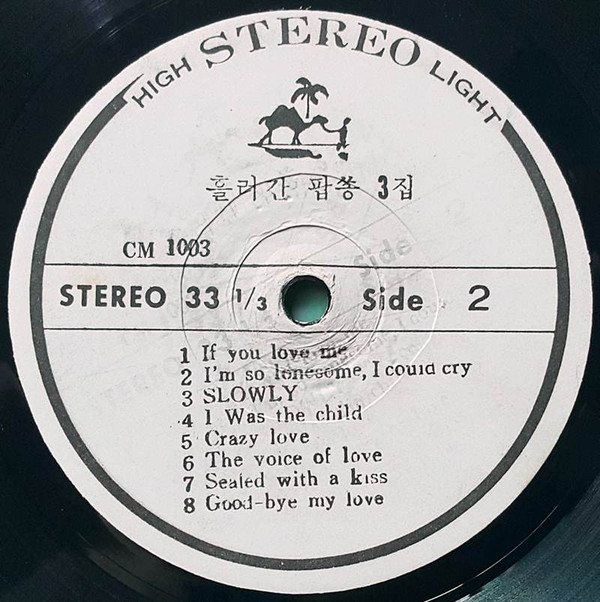 HIGH STEREO LIGHT
흘러간 팝쏭 3집
CM 1003
STEREO 33 1/3 Side 2
Side
1 If you love me
2 I'm so lonesome, I could cry
3 SLOWLY
4 I Was the child
5 Crazy love
6 The voice of love
7 Sealed with a kiss
8 Good-bye my love